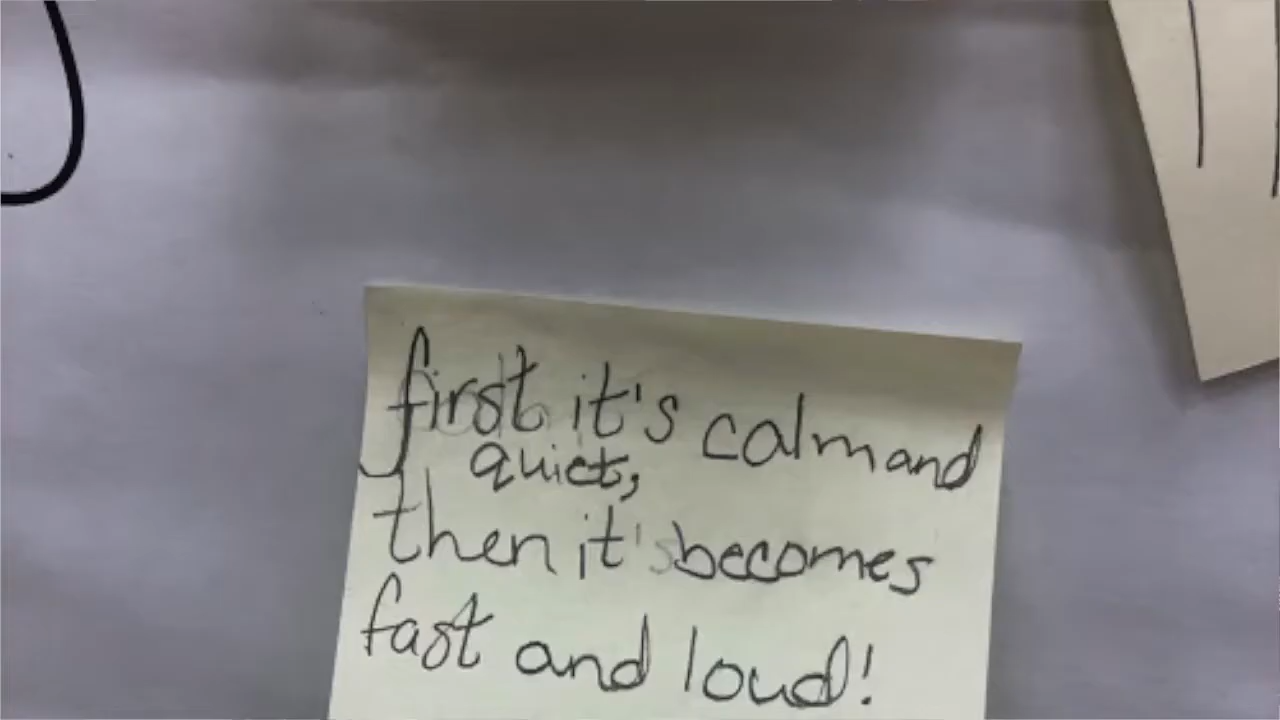 first it's calm and
quiet,
then it becomes
fast and loud!